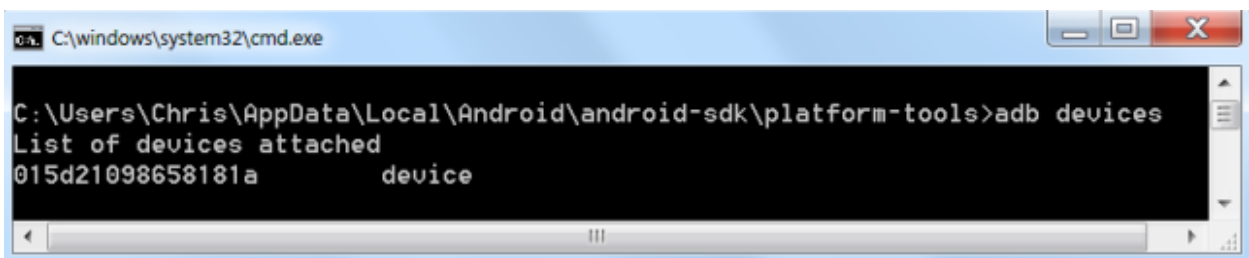 C:\windows\system32\cmd.exe
C:\Users\Chris\AppData\Local\Android\android-sdk\platform-tools>adb devices
List of devices attached
015d21098658181a        device